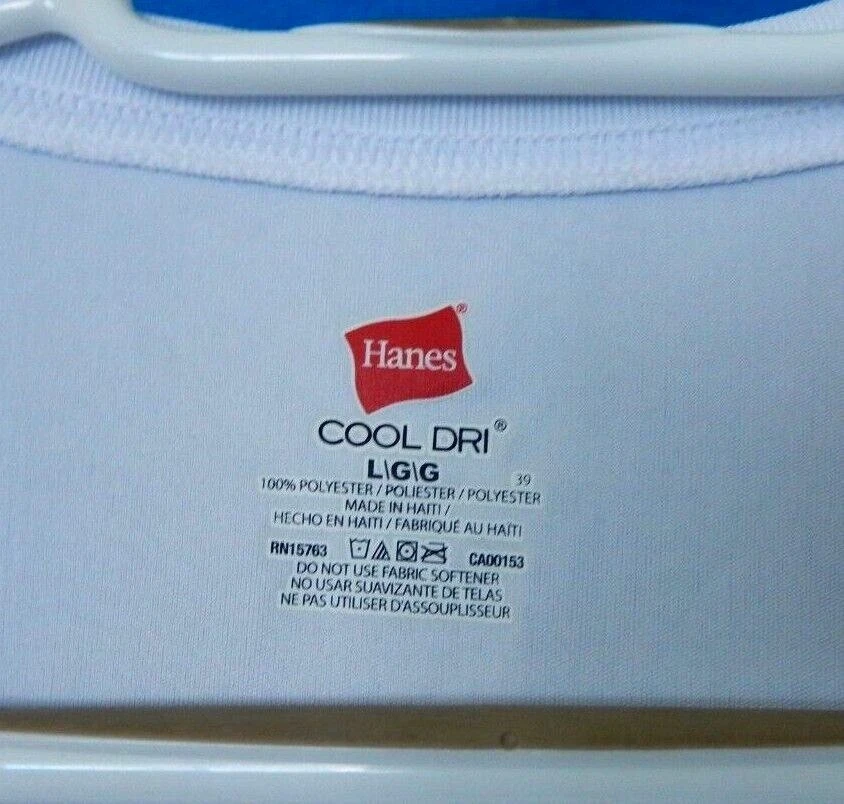 Hanes®
COOL DRI®
L\G\G 39
100% POLYESTER / POLIESTER / POLYESTER
MADE IN HAITI /
HECHO EN HAITI / FABRIQUÉ AU HAÏTI
RN15763 CA00153
DO NOT USE FABRIC SOFTENER
NO USAR SUAVIZANTE DE TELAS
NE PAS UTILISER D'ASSOUPLISSEUR